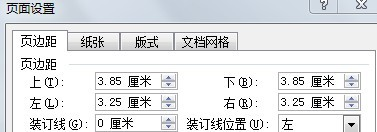 页面设置
页边距 纸张 版式 文档网格
页边距
上(T): 3.85 厘米 下(B): 3.85 厘米
左(L): 3.25 厘米 右(R): 3.25 厘米
装订线(G): 0 厘米 装订线位置(U): 左